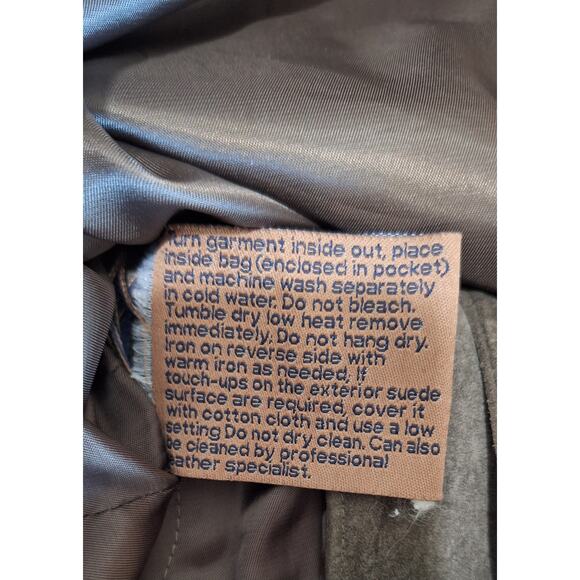 Turn garment inside out, place
inside bag (enclosed in pocket)
and machine wash separately
in cold water. Do not bleach.
Tumble dry low heat remove
immediately. Do not hang dry.
Iron on reverse side with
warm iron as needed. If
touch-ups on the exterior suede
surface are required, cover it
with cotton cloth and use a low
setting Do not dry clean. Can also
be cleaned by professional
leather specialist.